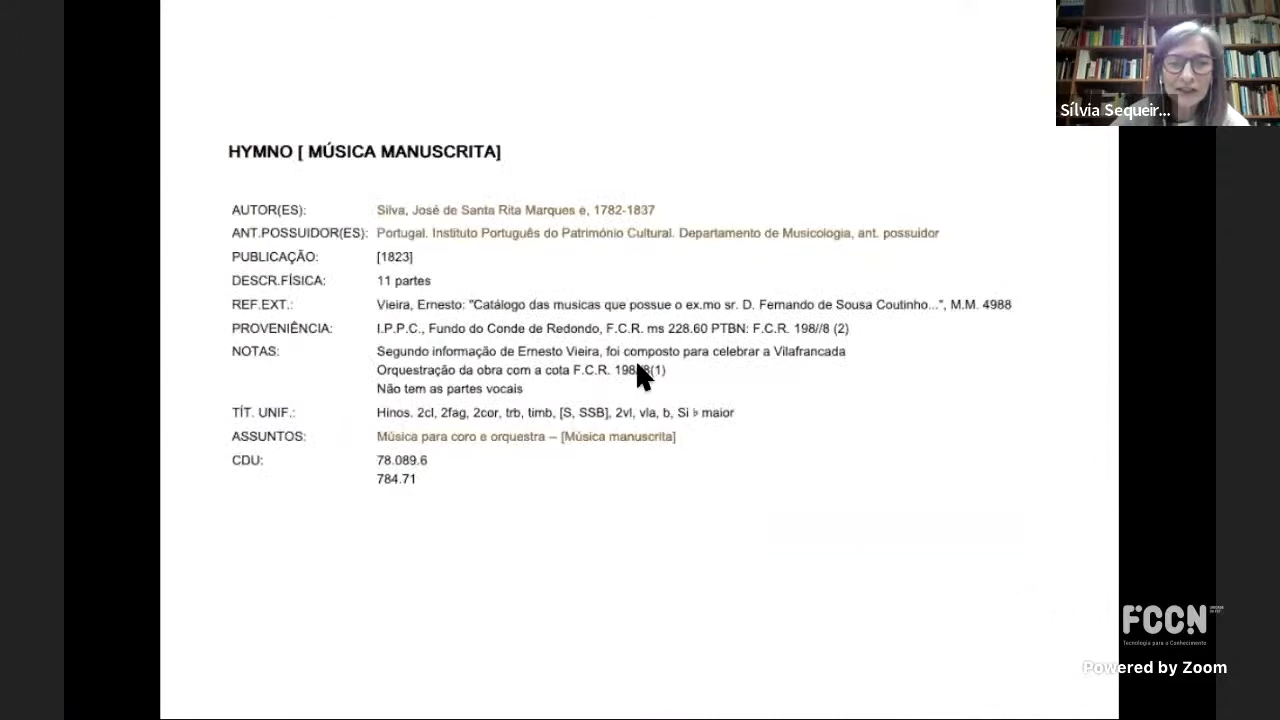 Sílvia Sequeir...
HYMNO [ MÚSICA MANUSCRITA]
AUTOR(ES): Silva, José de Santa Rita Marques e, 1782-1837
ANT.POSSUIDOR(ES): Portugal. Instituto Português do Património Cultural. Departamento de Musicologia, ant. possuidor
PUBLICAÇÃO: [1823]
DESCR.FÍSICA: 11 partes
REF.EXT.: Vieira, Ernesto: "Catálogo das musicas que possue o ex.mo sr. D. Fernando de Sousa Coutinho...", M.M. 4988
PROVENIÊNCIA: I.P.P.C., Fundo do Conde de Redondo, F.C.R. ms 228.60 PTBN: F.C.R. 198//8 (2)
NOTAS: Segundo informação de Ernesto Vieira, foi composto para celebrar a Vilafrancada
Orquestração da obra com a cota F.C.R.
Não tem as partes vocais
TÍT. UNIF.: Hinos. 2cl, 2fag, 2cor, trb, timb, [S, SSB], 2vl, vla, b, Si ♭ maior
ASSUNTOS: Música para coro e orquestra -- [Música manuscrita]
CDU: 78.089.6
784.71
FCCN
Tecnologia para o Conhecimento
Powered by Zoom